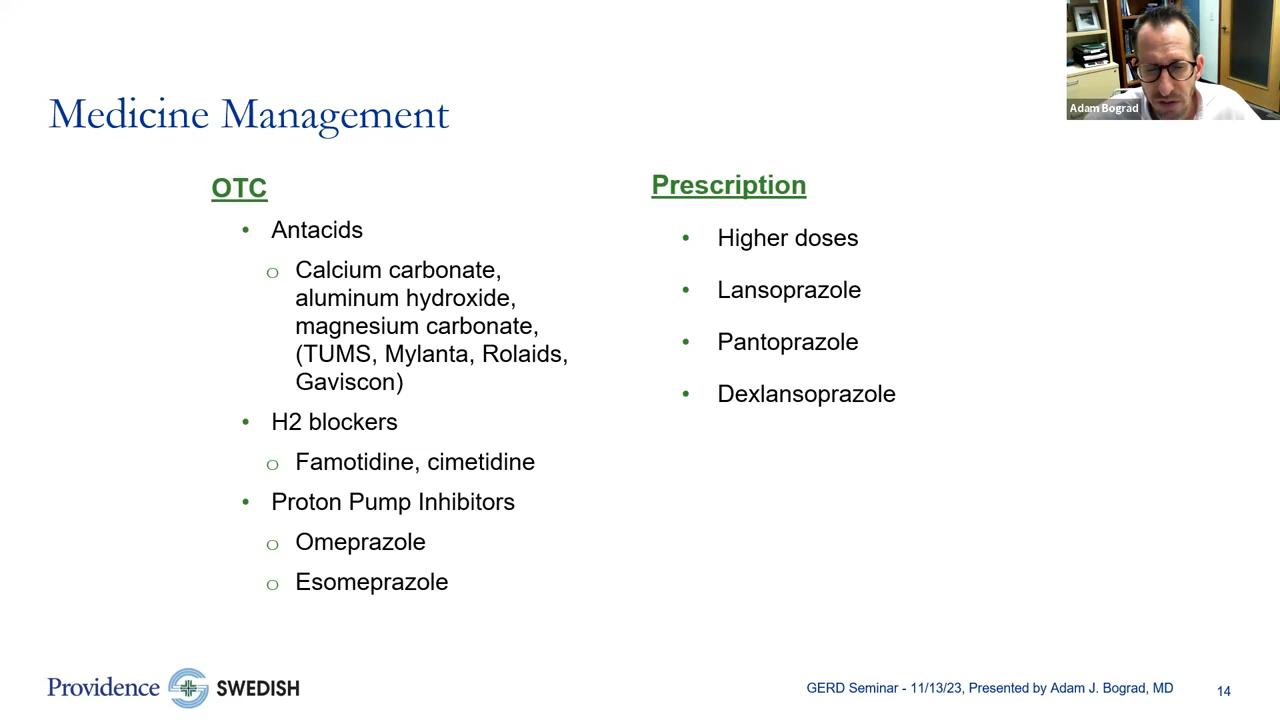 Adam Bograd
Medicine Management
OTC
• Antacids
o Calcium carbonate,
aluminum hydroxide,
magnesium carbonate,
(TUMS, Mylanta, Rolaids,
Gaviscon)
• H2 blockers
o Famotidine, cimetidine
• Proton Pump Inhibitors
o Omeprazole
o Esomeprazole
Prescription
• Higher doses
• Lansoprazole
• Pantoprazole
• Dexlansoprazole
Providence SWEDISH
GERD Seminar - 11/13/23, Presented by Adam J. Bograd, MD
14